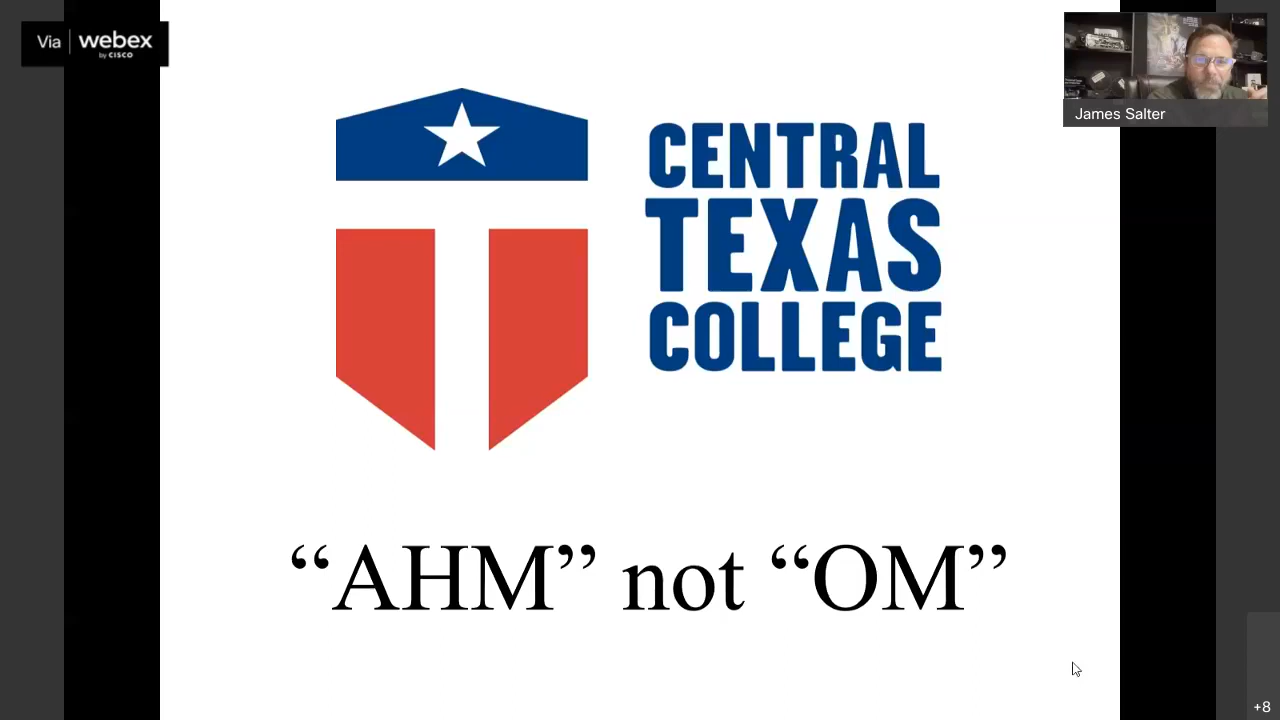 Via webex
by CISCO
James Salter
CENTRAL
TEXAS
COLLEGE
“AHM” not “OM”
+8